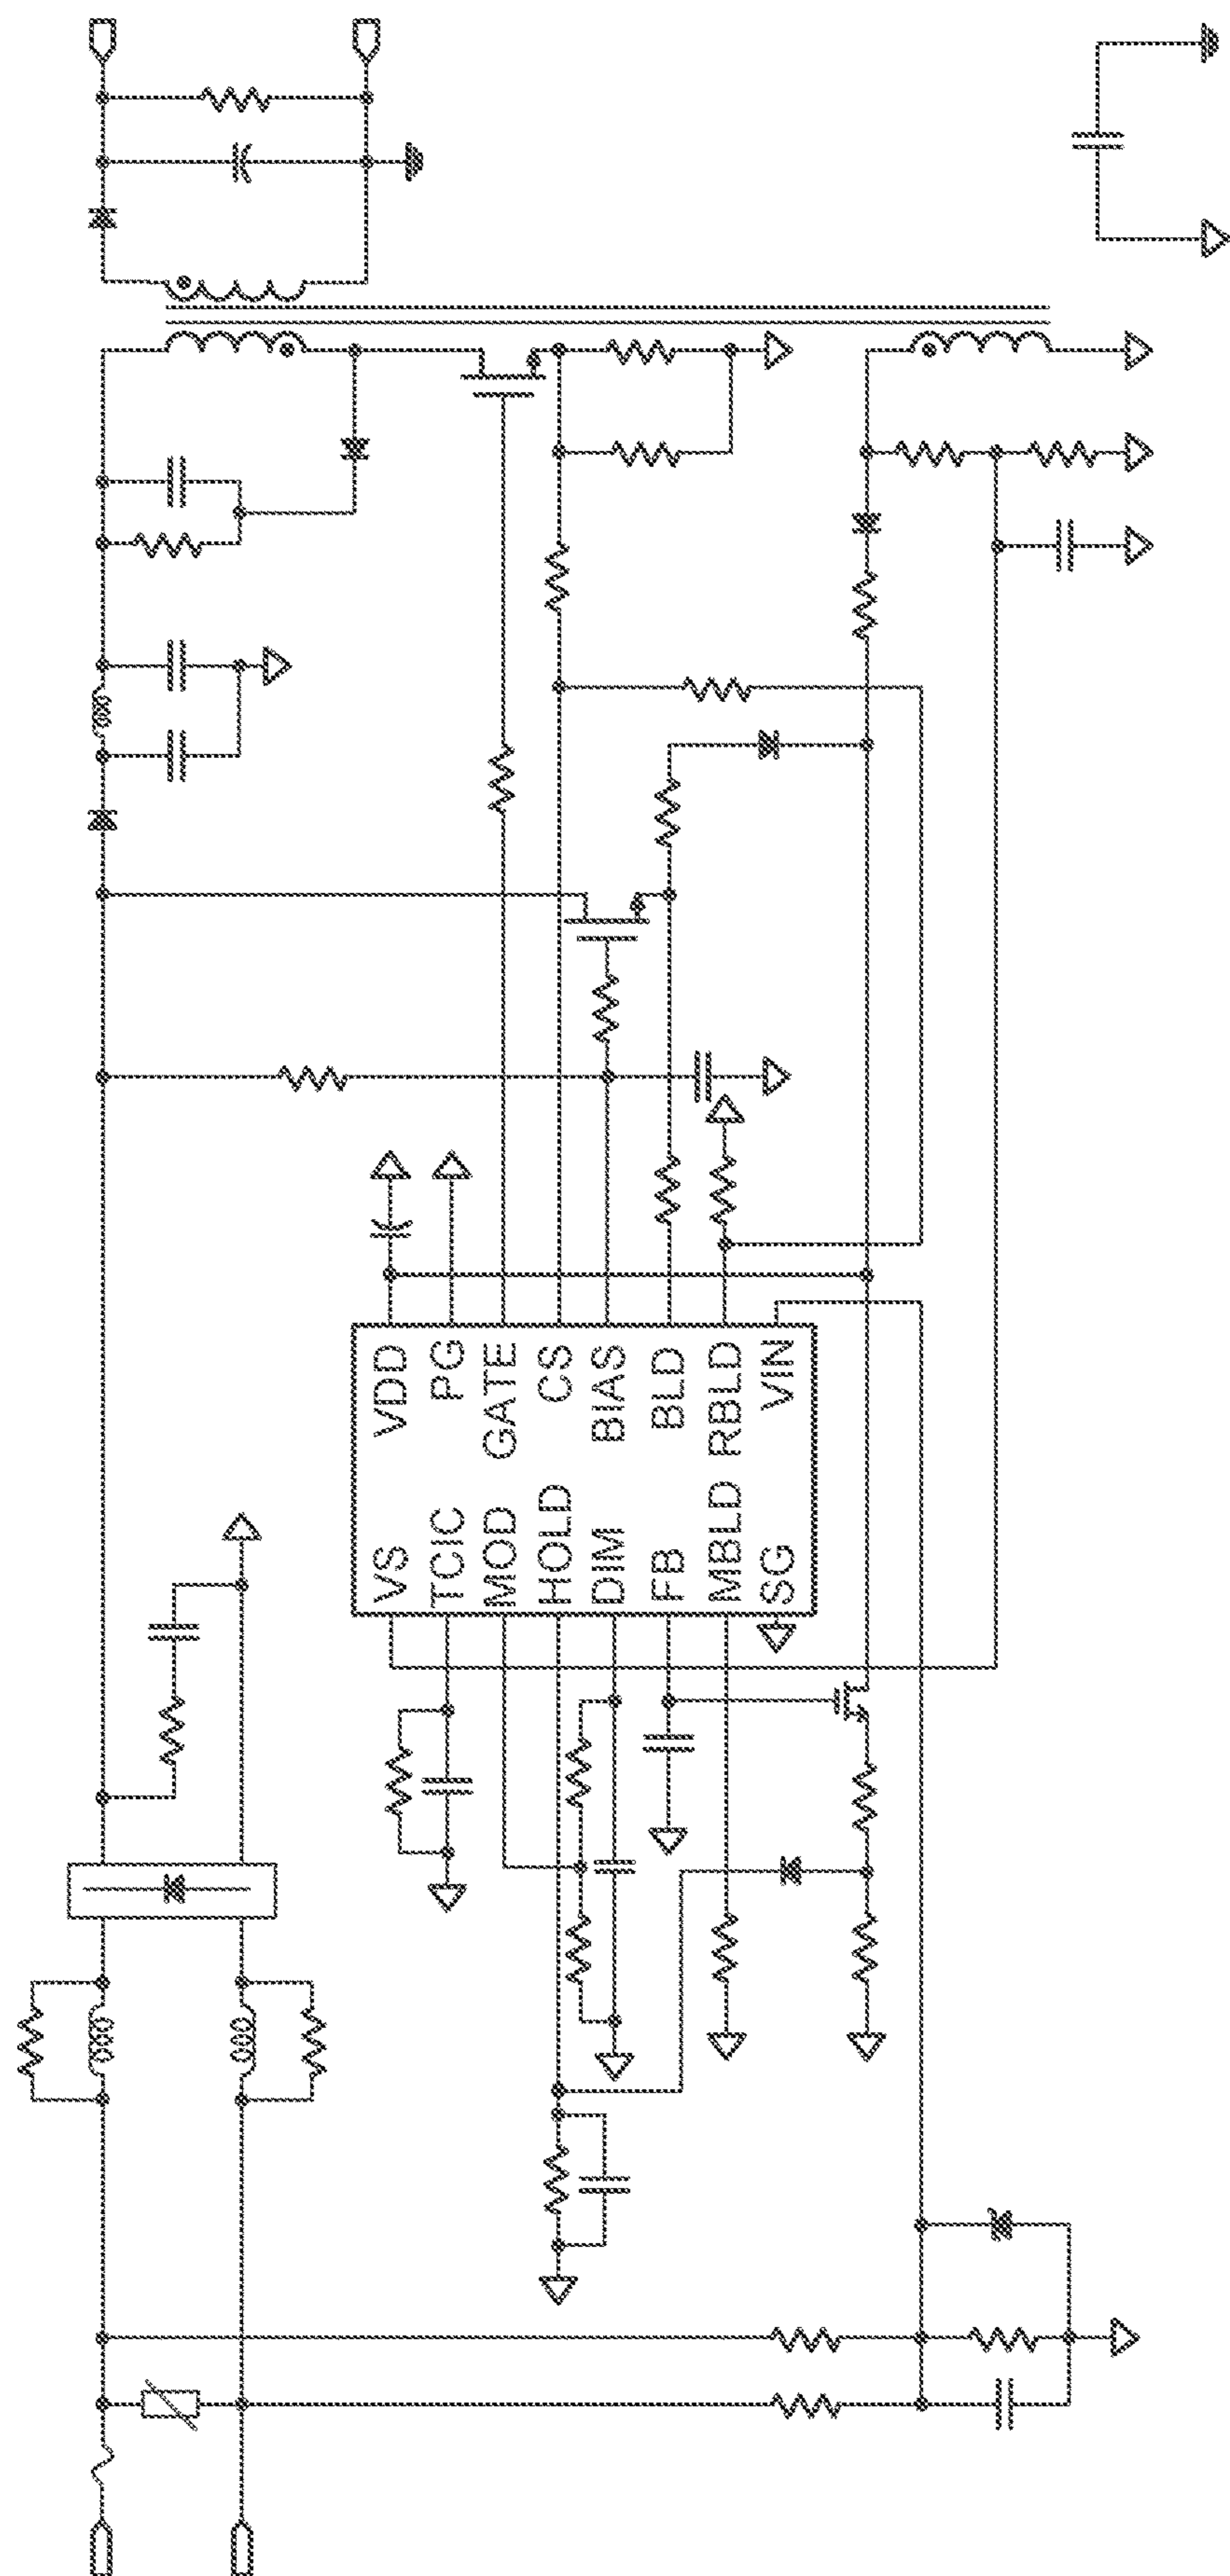 VS
TCIC
MOD
HOLD
DIM
FB
MBLD
SG
VDD
PG
GATE
CS
BIAS
BLD
RBLD
VIN